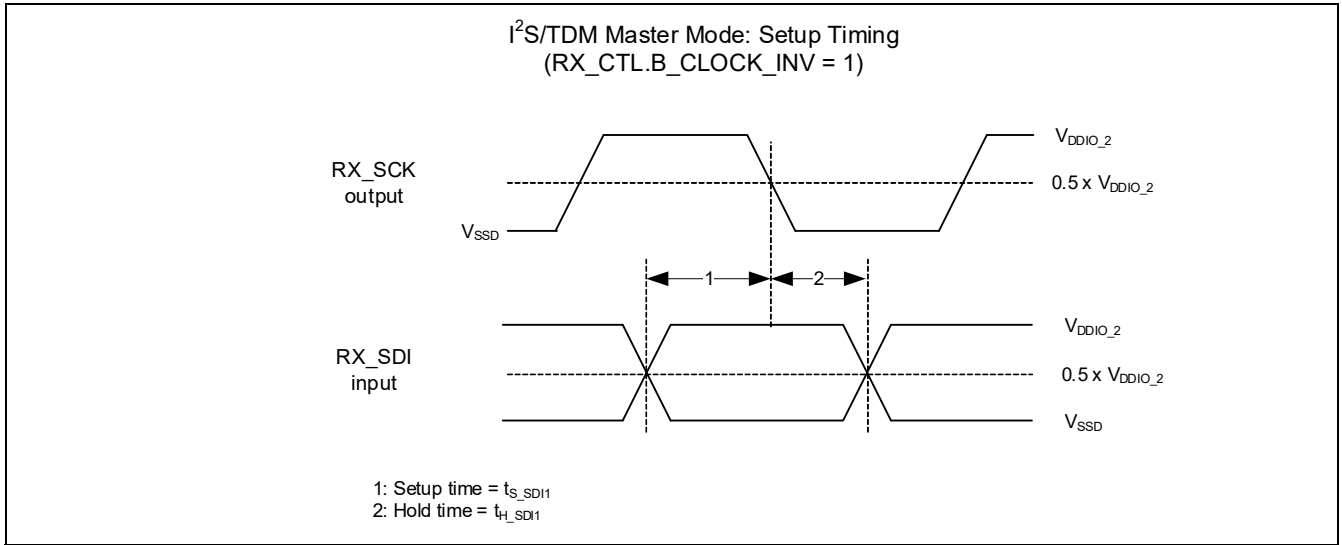 I2S/TDM Master Mode: Setup Timing
(RX_CTL.B_CLOCK_INV = 1)
VDDIO_2
RX_SCK
output
0.5 x VDDIO_2
VSSD
1
2
VDDIO_2
RX_SDI
input
0.5 x VDDIO_2
VSSD
1: Setup time = tS_SDI1
2: Hold time = tH_SDI1